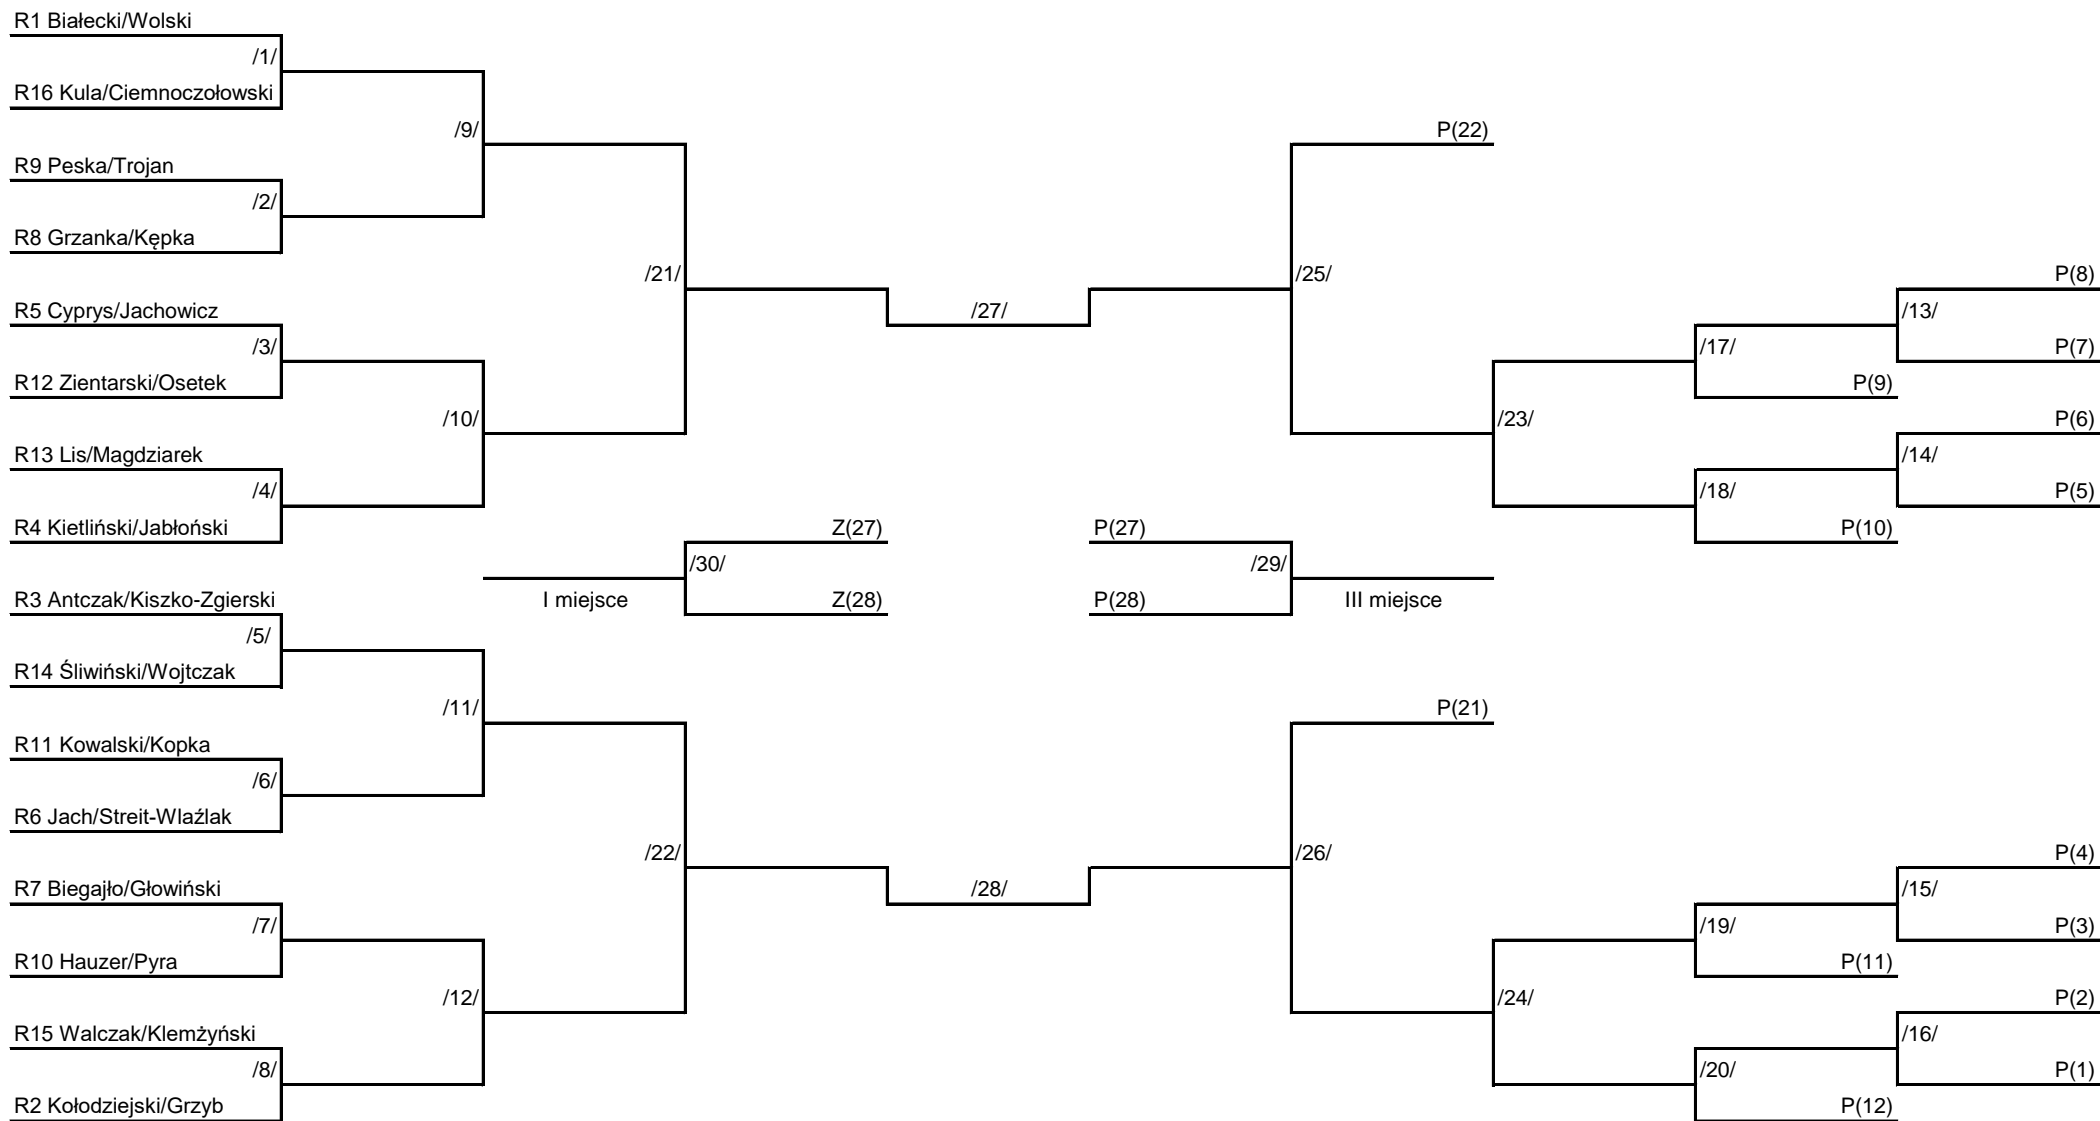 R1 Białecki/Wolski
/1/
R16 Kula/Ciemnoczołowski
/9/
P(22)
R9 Peska/Trojan
/2/
R8 Grzanka/Kępka
/21/
/25/
P(8)
R5 Cyprys/Jachowicz
/27/
/13/
/3/
/17/
P(7)
R12 Zientarski/Osetek
P(9)
/10/
/23/
P(6)
R13 Lis/Magdziarek
/14/
/4/
/18/
P(5)
R4 Kietliński/Jabłoński
Z(27)
P(27)
P(10)
/30/
/29/
R3 Antczak/Kiszko-Zgierski
I miejsce
Z(28)
P(28)
III miejsce
/5/
R14 Śliwiński/Wojtczak
/11/
P(21)
R11 Kowalski/Kopka
/6/
R6 Jach/Streit-Wlaźlak
/22/
/26/
P(4)
R7 Biegajło/Głowiński
/28/
/15/
/7/
/19/
P(3)
R10 Hauzer/Pyra
P(11)
/12/
/24/
P(2)
R15 Walczak/Klemżyński
/16/
/8/
/20/
P(1)
R2 Kołodziejski/Grzyb
P(12)